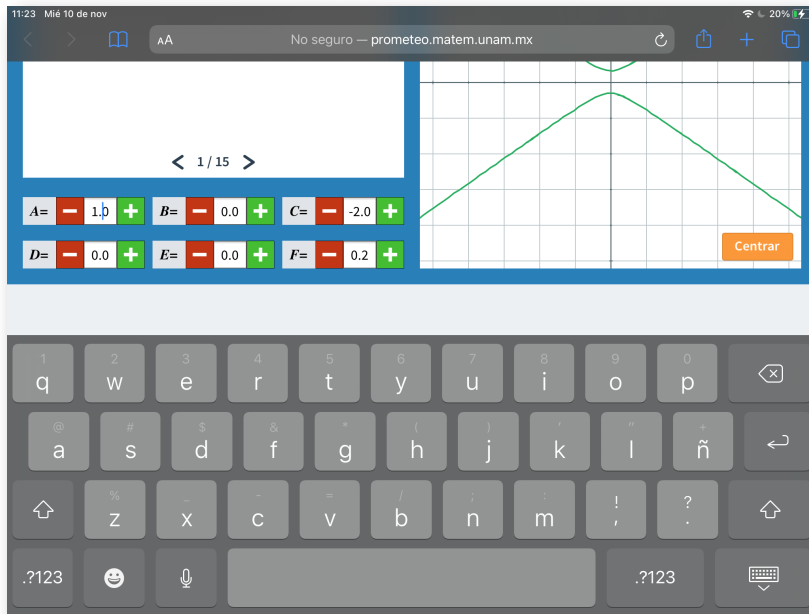 11:23 Mié 10 de nov 20%
AA No seguro — prometeo.matem.unam.mx
1 / 15
A= 1.0 B= 0.0 C= -2.0
D= 0.0 E= 0.0 F= 0.2
Centrar
1 2 3 4 5 6 7 8 9 0
q w e r t y u i o p
@ # $ & * ( ) ' " +
a s d f g h j k l ñ
% _ - = / ; : ! ?
z x c v b n m , .
.?123 .?123